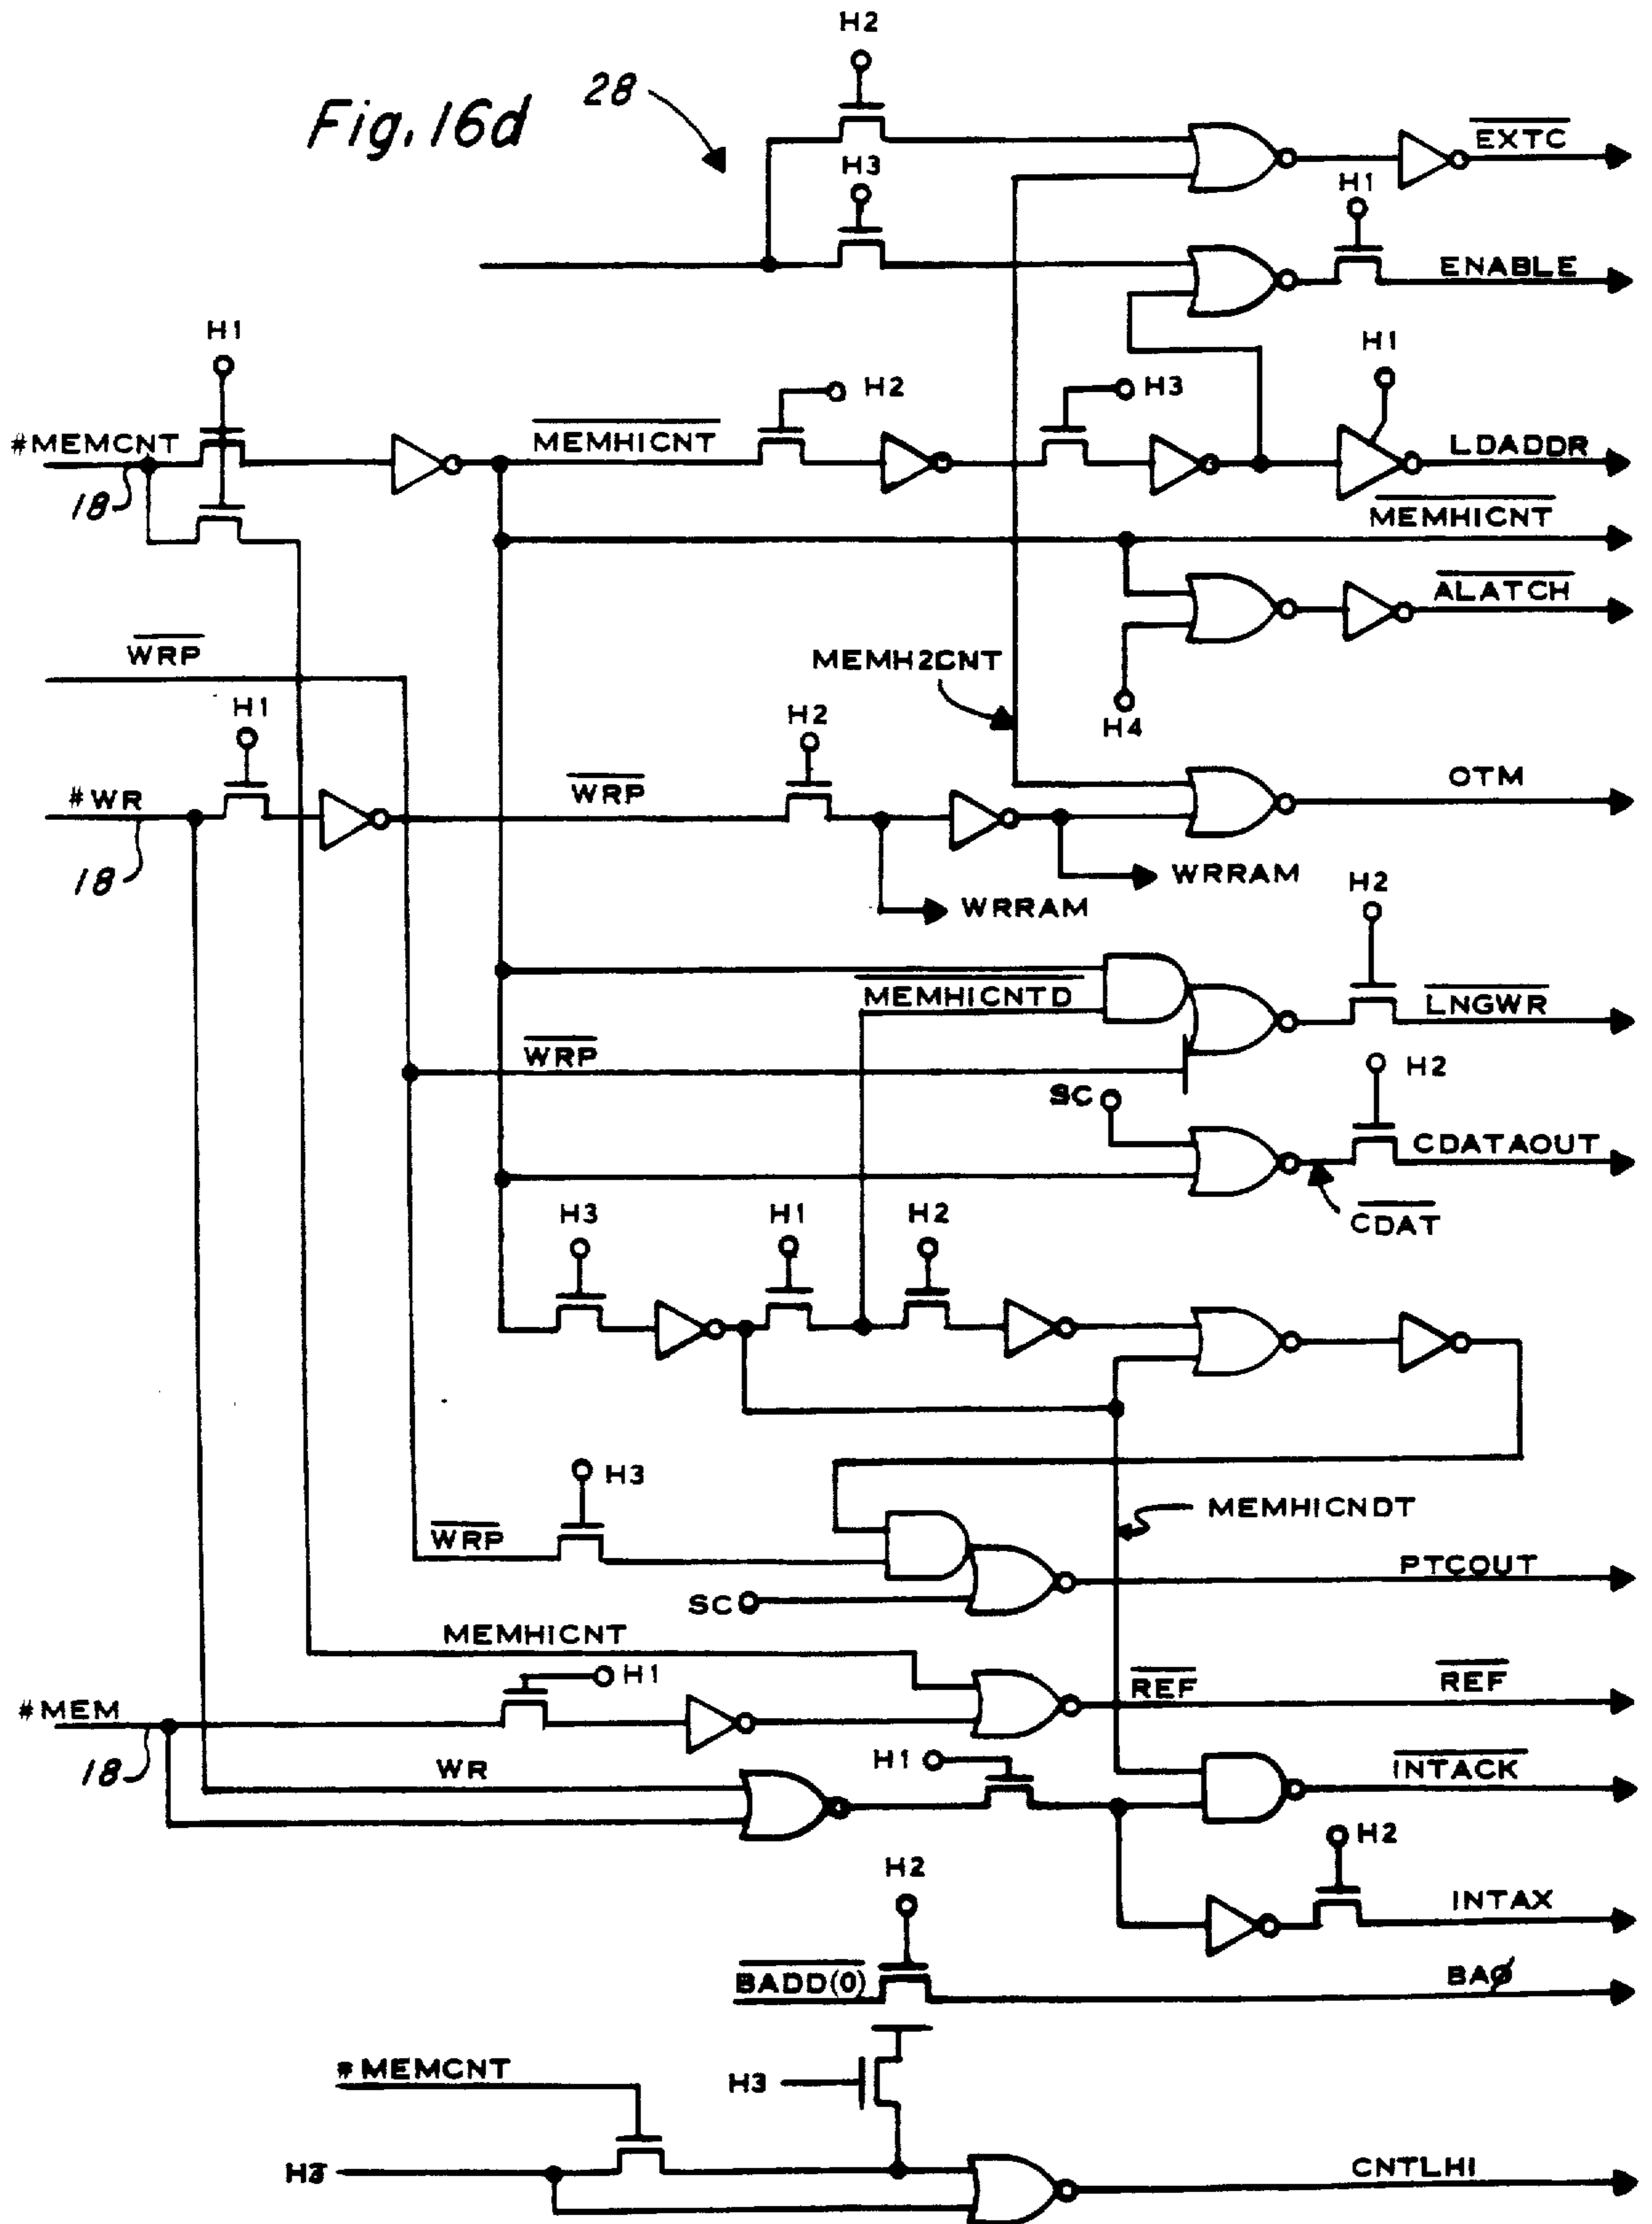 H2
Fig. 16d
28
EXTC
H3
H1
ENABLE
H1
H1
#MEMCNT
MEMHICNT
H2
H3
LDADDR
18
MEMHICNT
ALATCH
WRP
MEMH2CNT
H4
H1
H2
#WR
WRP
OTM
18
WRRAM
WRRAM
H2
MEMHICNTD
LNGWR
WRP
SC
H2
CDATAOUT
CDAT
H3
H1
H2
H3
WRP
MEMHICNDT
PTCOUT
SC
MEMHICNT
#MEM
H1
REF
REF
18
WR
H1
INTACK
H2
H2
INTAX
BADD(0)
BAØ
#MEMCNT
H3
H3
CNTLHI